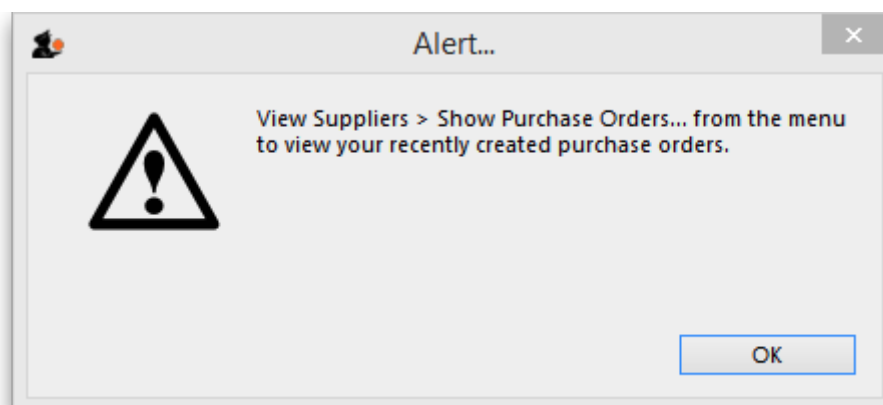 Alert...
View Suppliers > Show Purchase Orders... from the menu
to view your recently created purchase orders.
OK